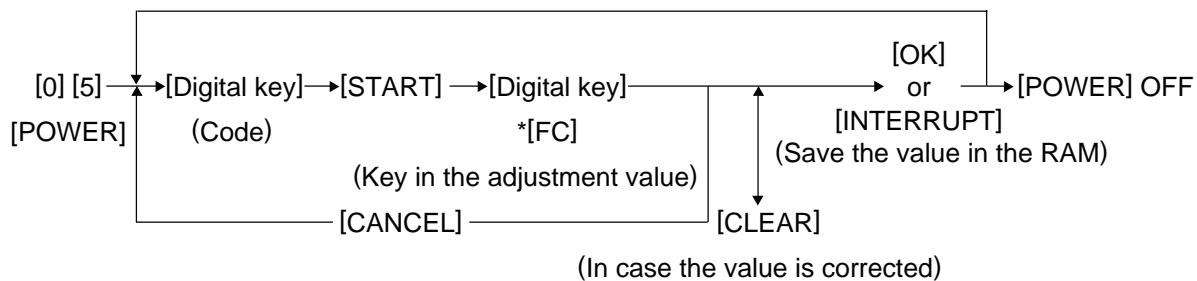 [OK]
[0] [5] [Digital key] [START] [Digital key] or [POWER] OFF
[POWER] (Code) *[FC] [INTERRUPT]
(Save the value in the RAM)
(Key in the adjustment value)
[CANCEL] [CLEAR]
(In case the value is corrected)